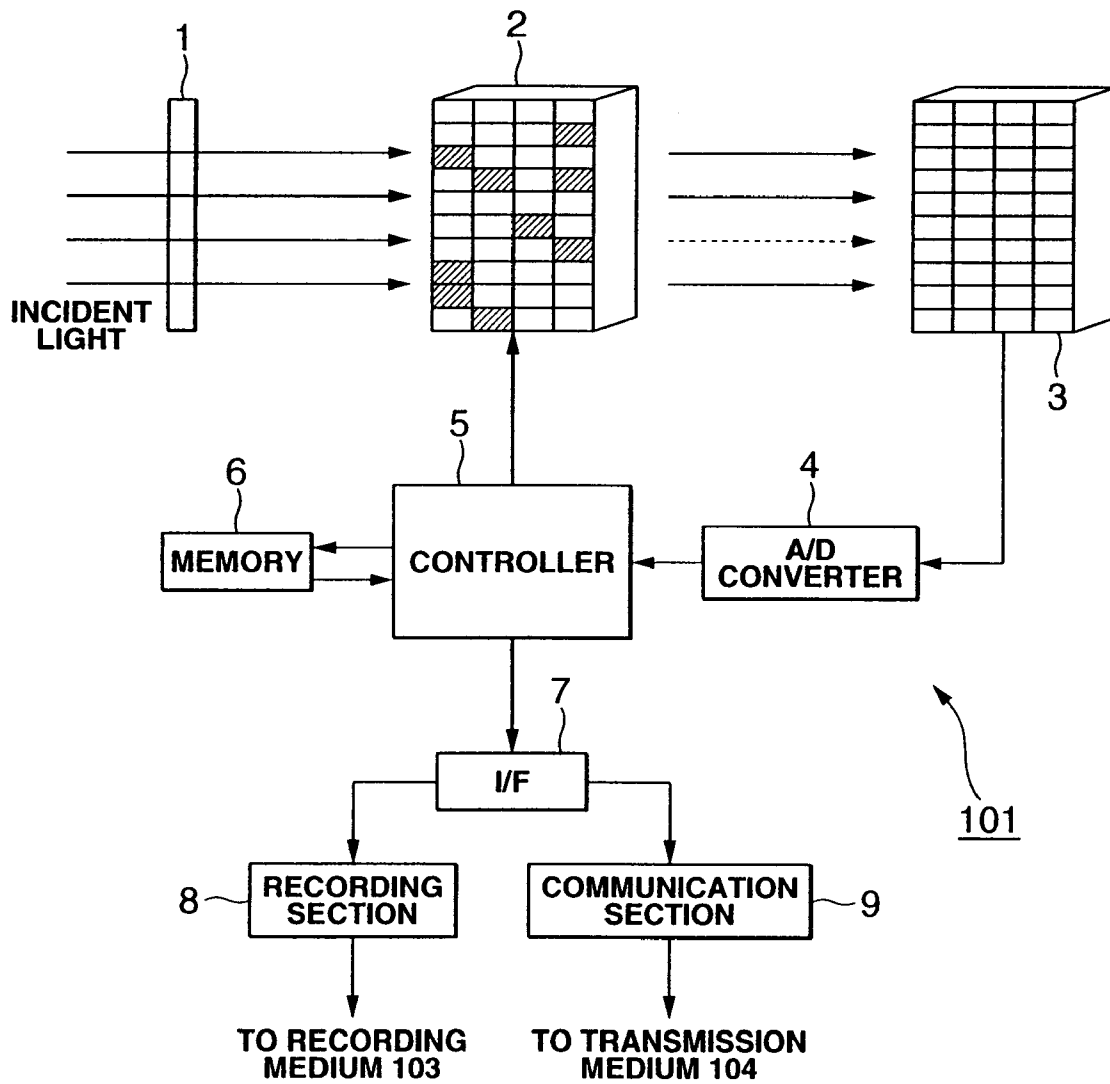 1
2
INCIDENT
LIGHT
3
5
6
4
MEMORY
CONTROLLER
A/D
CONVERTER
7
I/F
101
8
RECORDING
SECTION
COMMUNICATION
SECTION
9
TO RECORDING
MEDIUM 103
TO TRANSMISSION
MEDIUM 104